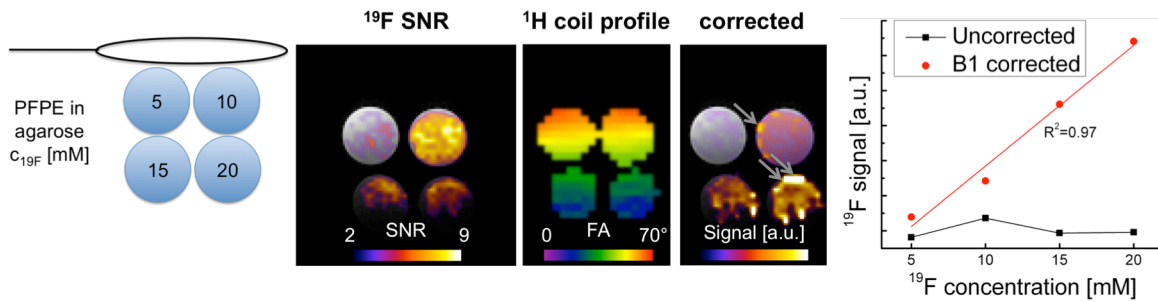 ¹⁹F SNR
¹H coil profile
corrected
PFPE in
agarose
c₁₉F [mM]
5
10
15
20
SNR
2
9
FA
0
70°
Signal [a.u.]
Uncorrected
B1 corrected
R²=0.97
¹⁹F signal [a.u.]
5
10
15
20
¹⁹F concentration [mM]